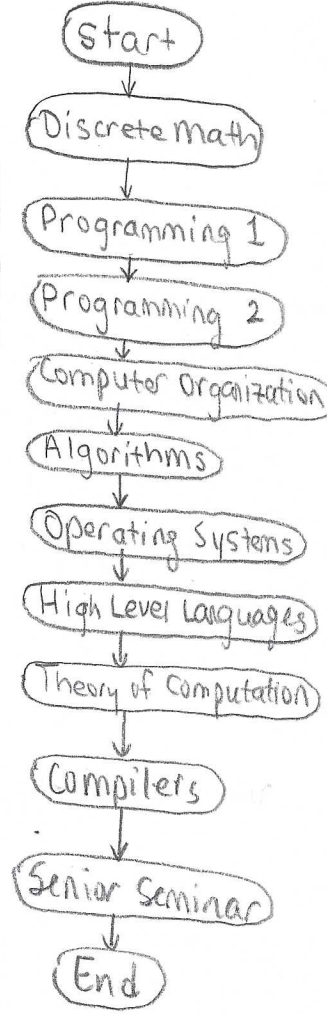 Start
Discrete Math
Programming 1
Programming 2
Computer Organization
Algorithms
Operating Systems
High Level Languages
Theory of Computation
Compilers
Senior Seminar
End